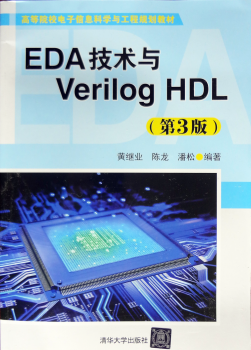 高等院校电子信息科学与工程规划教材
EDA技术与
Verilog HDL
(第3版)
黄继业 陈龙 潘松 编著
清华大学出版社